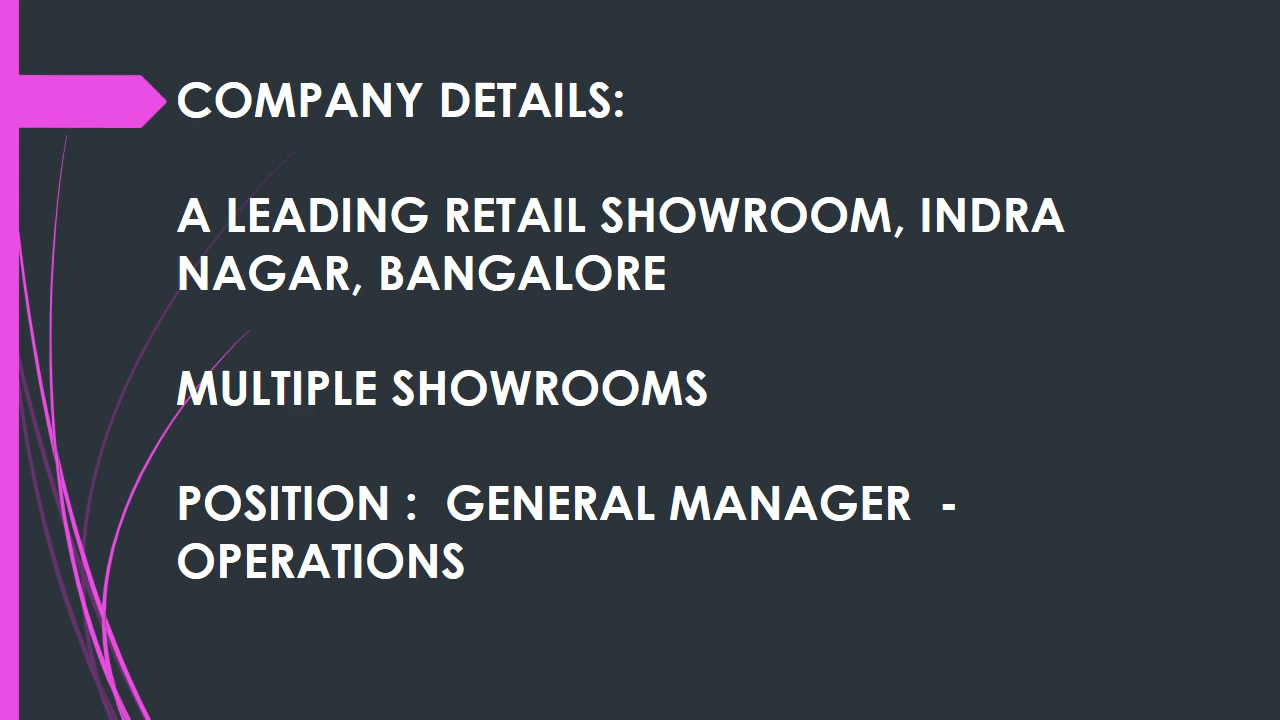 COMPANY DETAILS:
A LEADING RETAIL SHOWROOM, INDRA
NAGAR, BANGALORE
MULTIPLE SHOWROOMS
POSITION :  GENERAL MANAGER  -
OPERATIONS